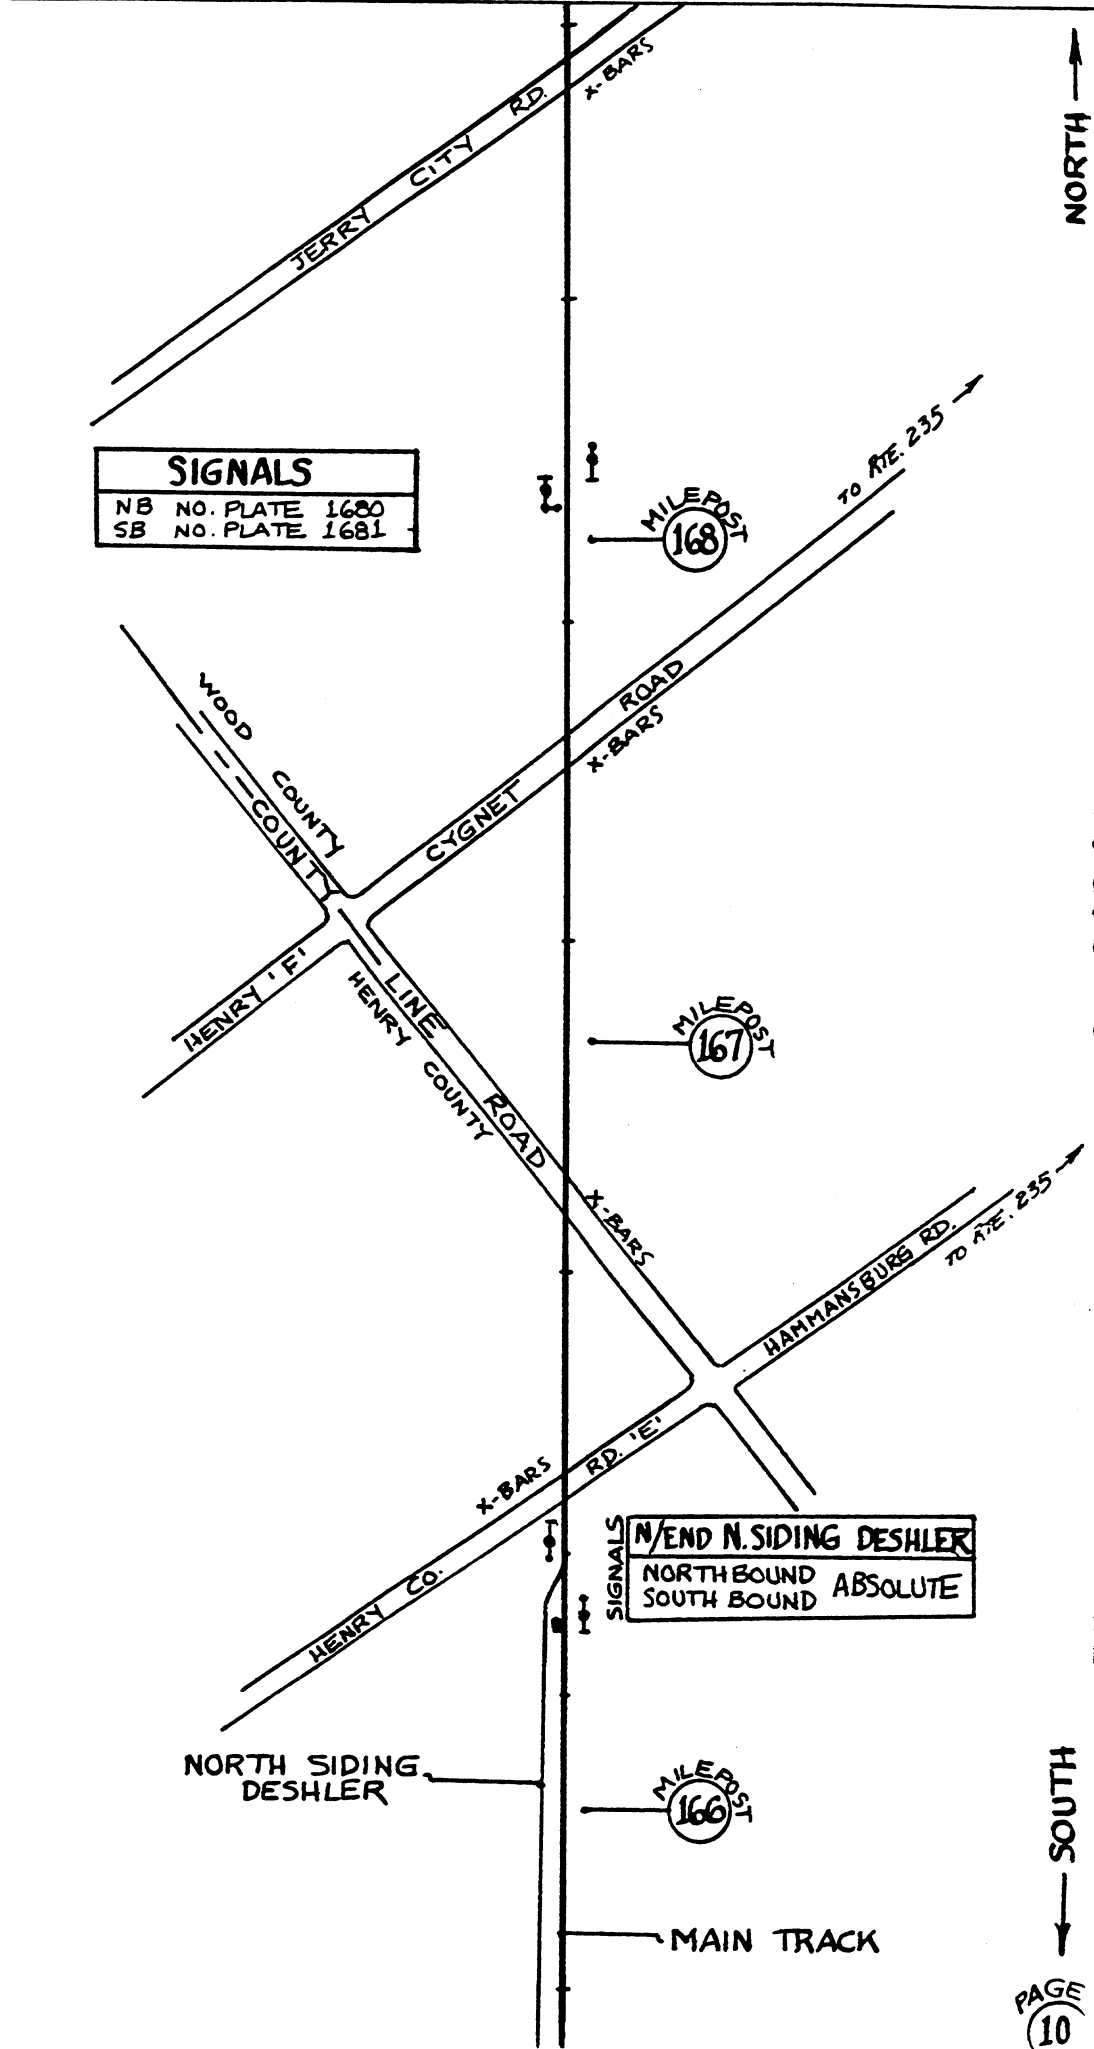 JERRY CITY RD.
X-BARS
NORTH
TO RTE. 235
SIGNALS
NB NO. PLATE 1680
SB NO. PLATE 1681
MILEPOST
168
WOOD COUNTY
CYGNET ROAD
X-BARS
COUNTY LINE ROAD
HENRY 'F'
HENRY COUNTY
MILEPOST
167
X-BARS
HAMMANSBURG RD.
TO RTE. 235
X-BARS
HENRY CO. RD. 'E'
SIGNALS
N/END N. SIDING DESHLER
NORTHBOUND
SOUTH BOUND
ABSOLUTE
NORTH SIDING
DESHLER
MILEPOST
166
SOUTH
MAIN TRACK
PAGE
10